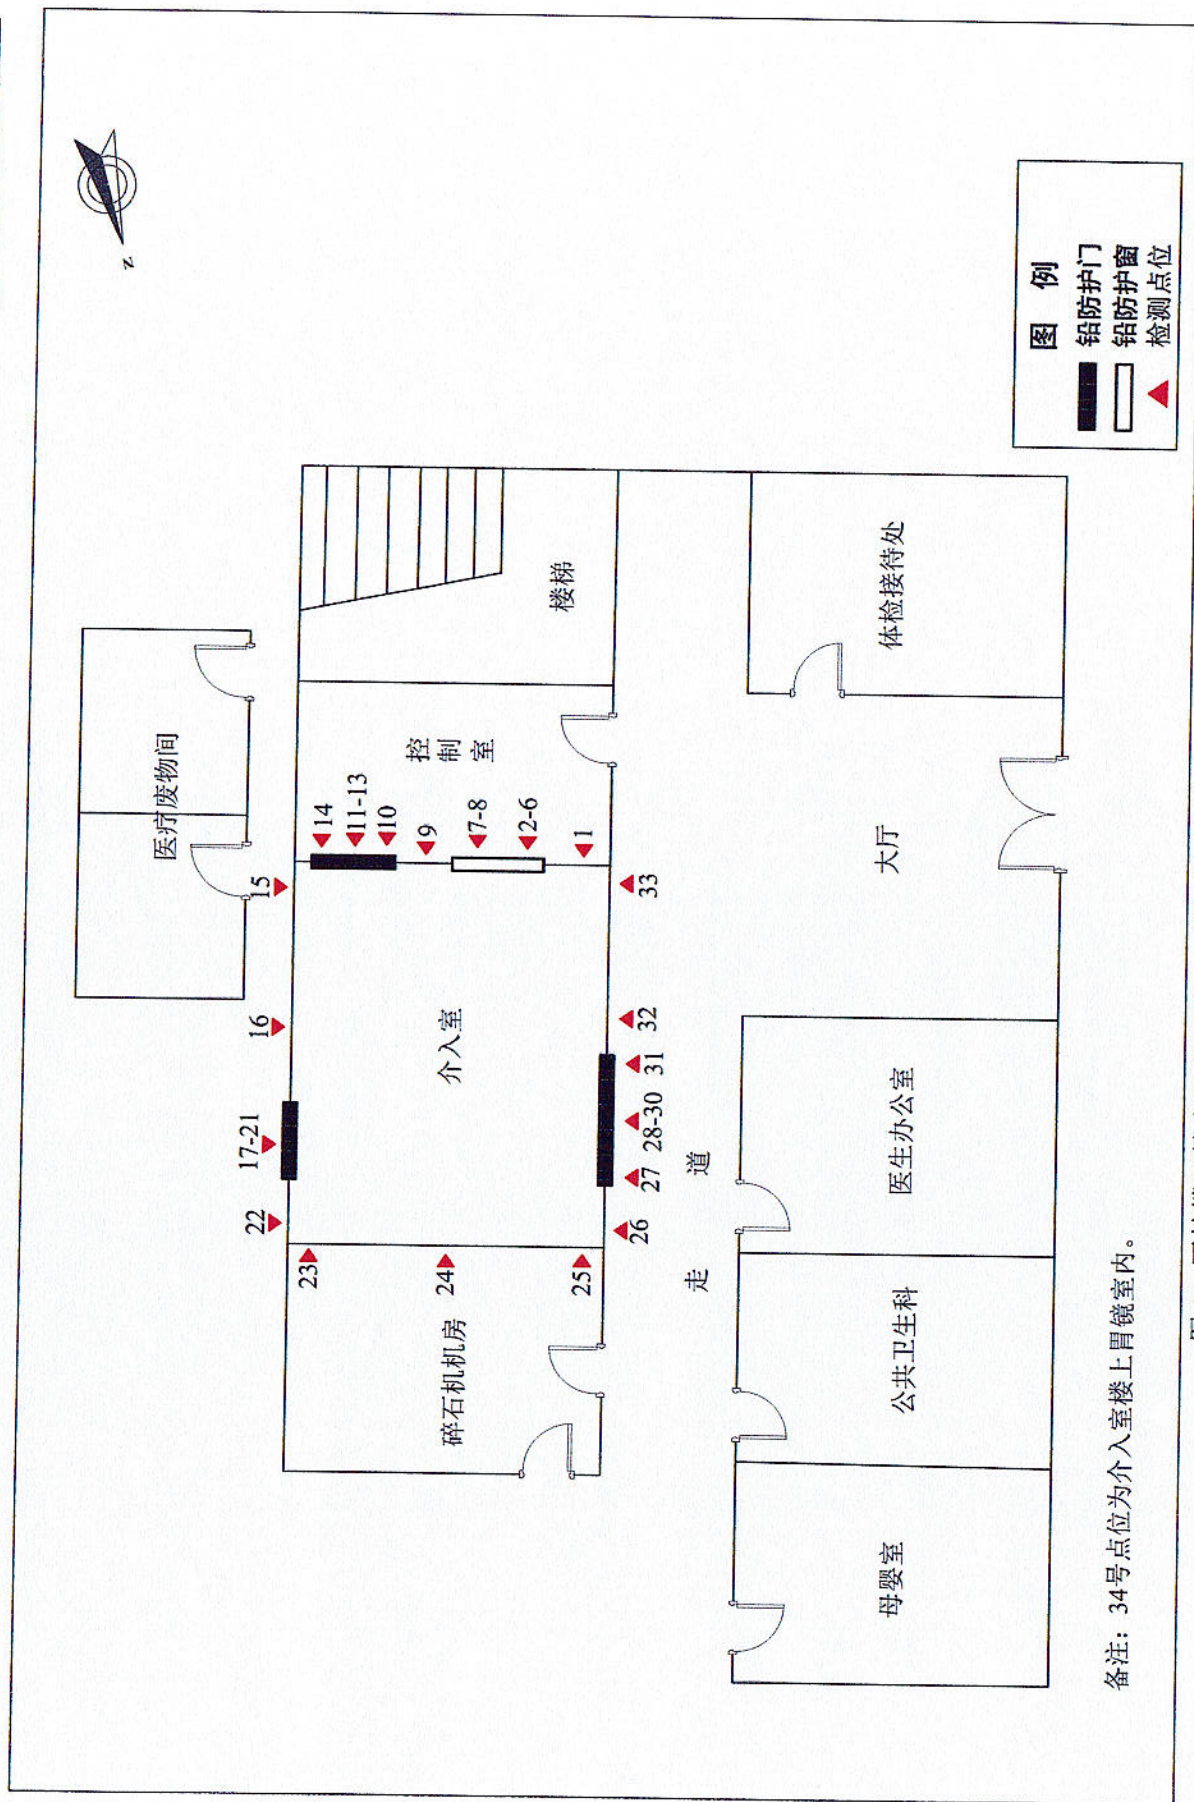 N
医疗废物间
22
17-21
16
15
23
14
11-13
10
控制室
9
24
碎石机机房
介入室
7-8
2-6
楼梯
25
1
26
27
28-30
31
32
33
走道
母婴室
公共卫生科
医生办公室
大厅
体检接待处
图 例
铅防护门
铅防护窗
检测点位
备注：34号点位为介入室楼上胃镜室内。